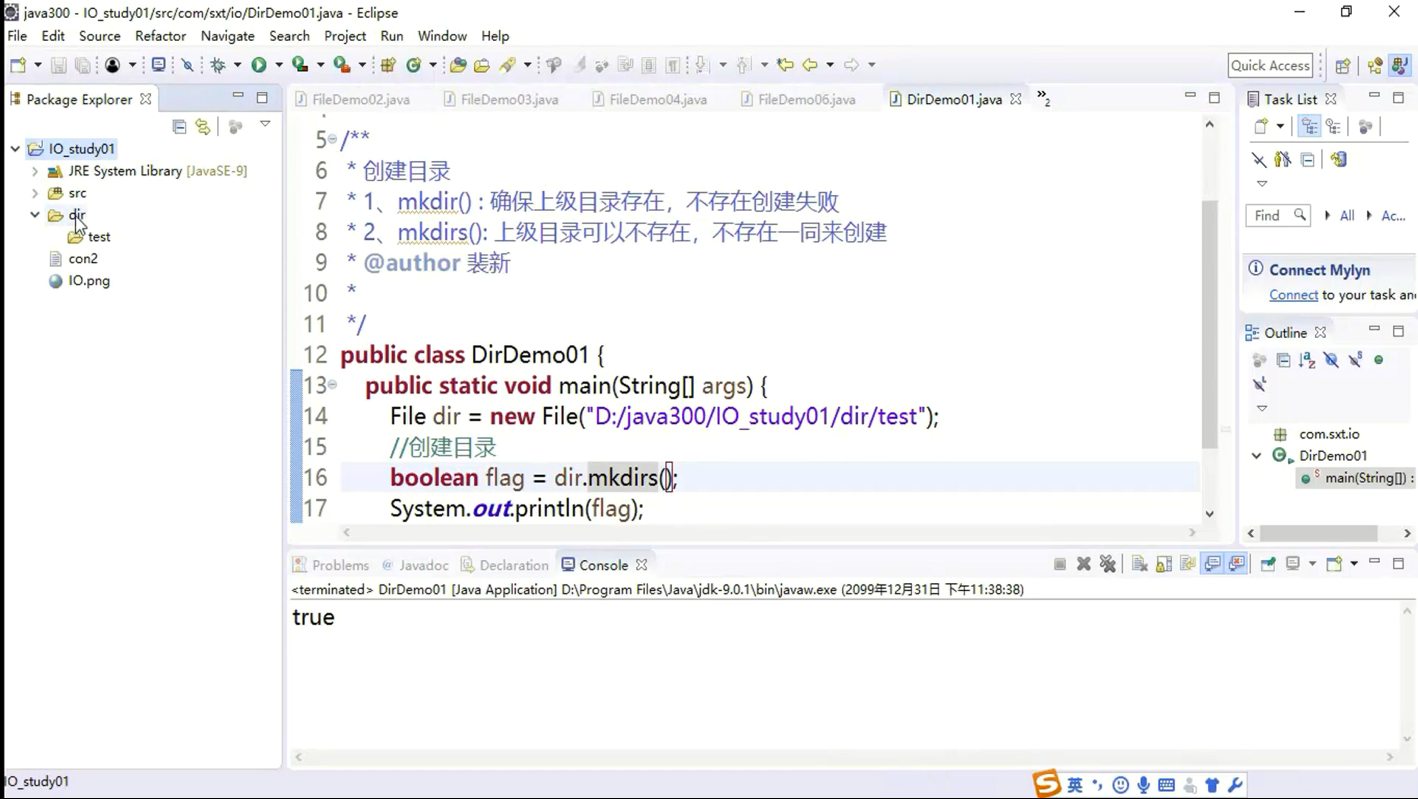 java300 - IO_study01/src/com/sxt/io/DirDemo01.java - Eclipse
File Edit Source Refactor Navigate Search Project Run Window Help
Quick Access
Package Explorer
IO_study01
JRE System Library [JavaSE-9]
src
dir
test
con2
IO.png
FileDemo02.java FileDemo03.java FileDemo04.java FileDemo06.java DirDemo01.java »2
5 /**
6 * 创建目录
7 * 1、mkdir() : 确保上级目录存在，不存在创建失败
8 * 2、mkdirs(): 上级目录可以不存在，不存在一同来创建
9 * @author 裴新
10 *
11 */
12 public class DirDemo01 {
13 public static void main(String[] args) {
14 File dir = new File("D:/java300/IO_study01/dir/test");
15 //创建目录
16 boolean flag = dir.mkdirs();
17 System.out.println(flag);
Task List
Find All Ac...
Connect Mylyn
Connect to your task and
Outline
com.sxt.io
DirDemo01
main(String[]) :
Problems @ Javadoc Declaration Console
<terminated> DirDemo01 [Java Application] D:\Program Files\Java\jdk-9.0.1\bin\javaw.exe (2099年12月31日 下午11:38:38)
true
IO_study01
英